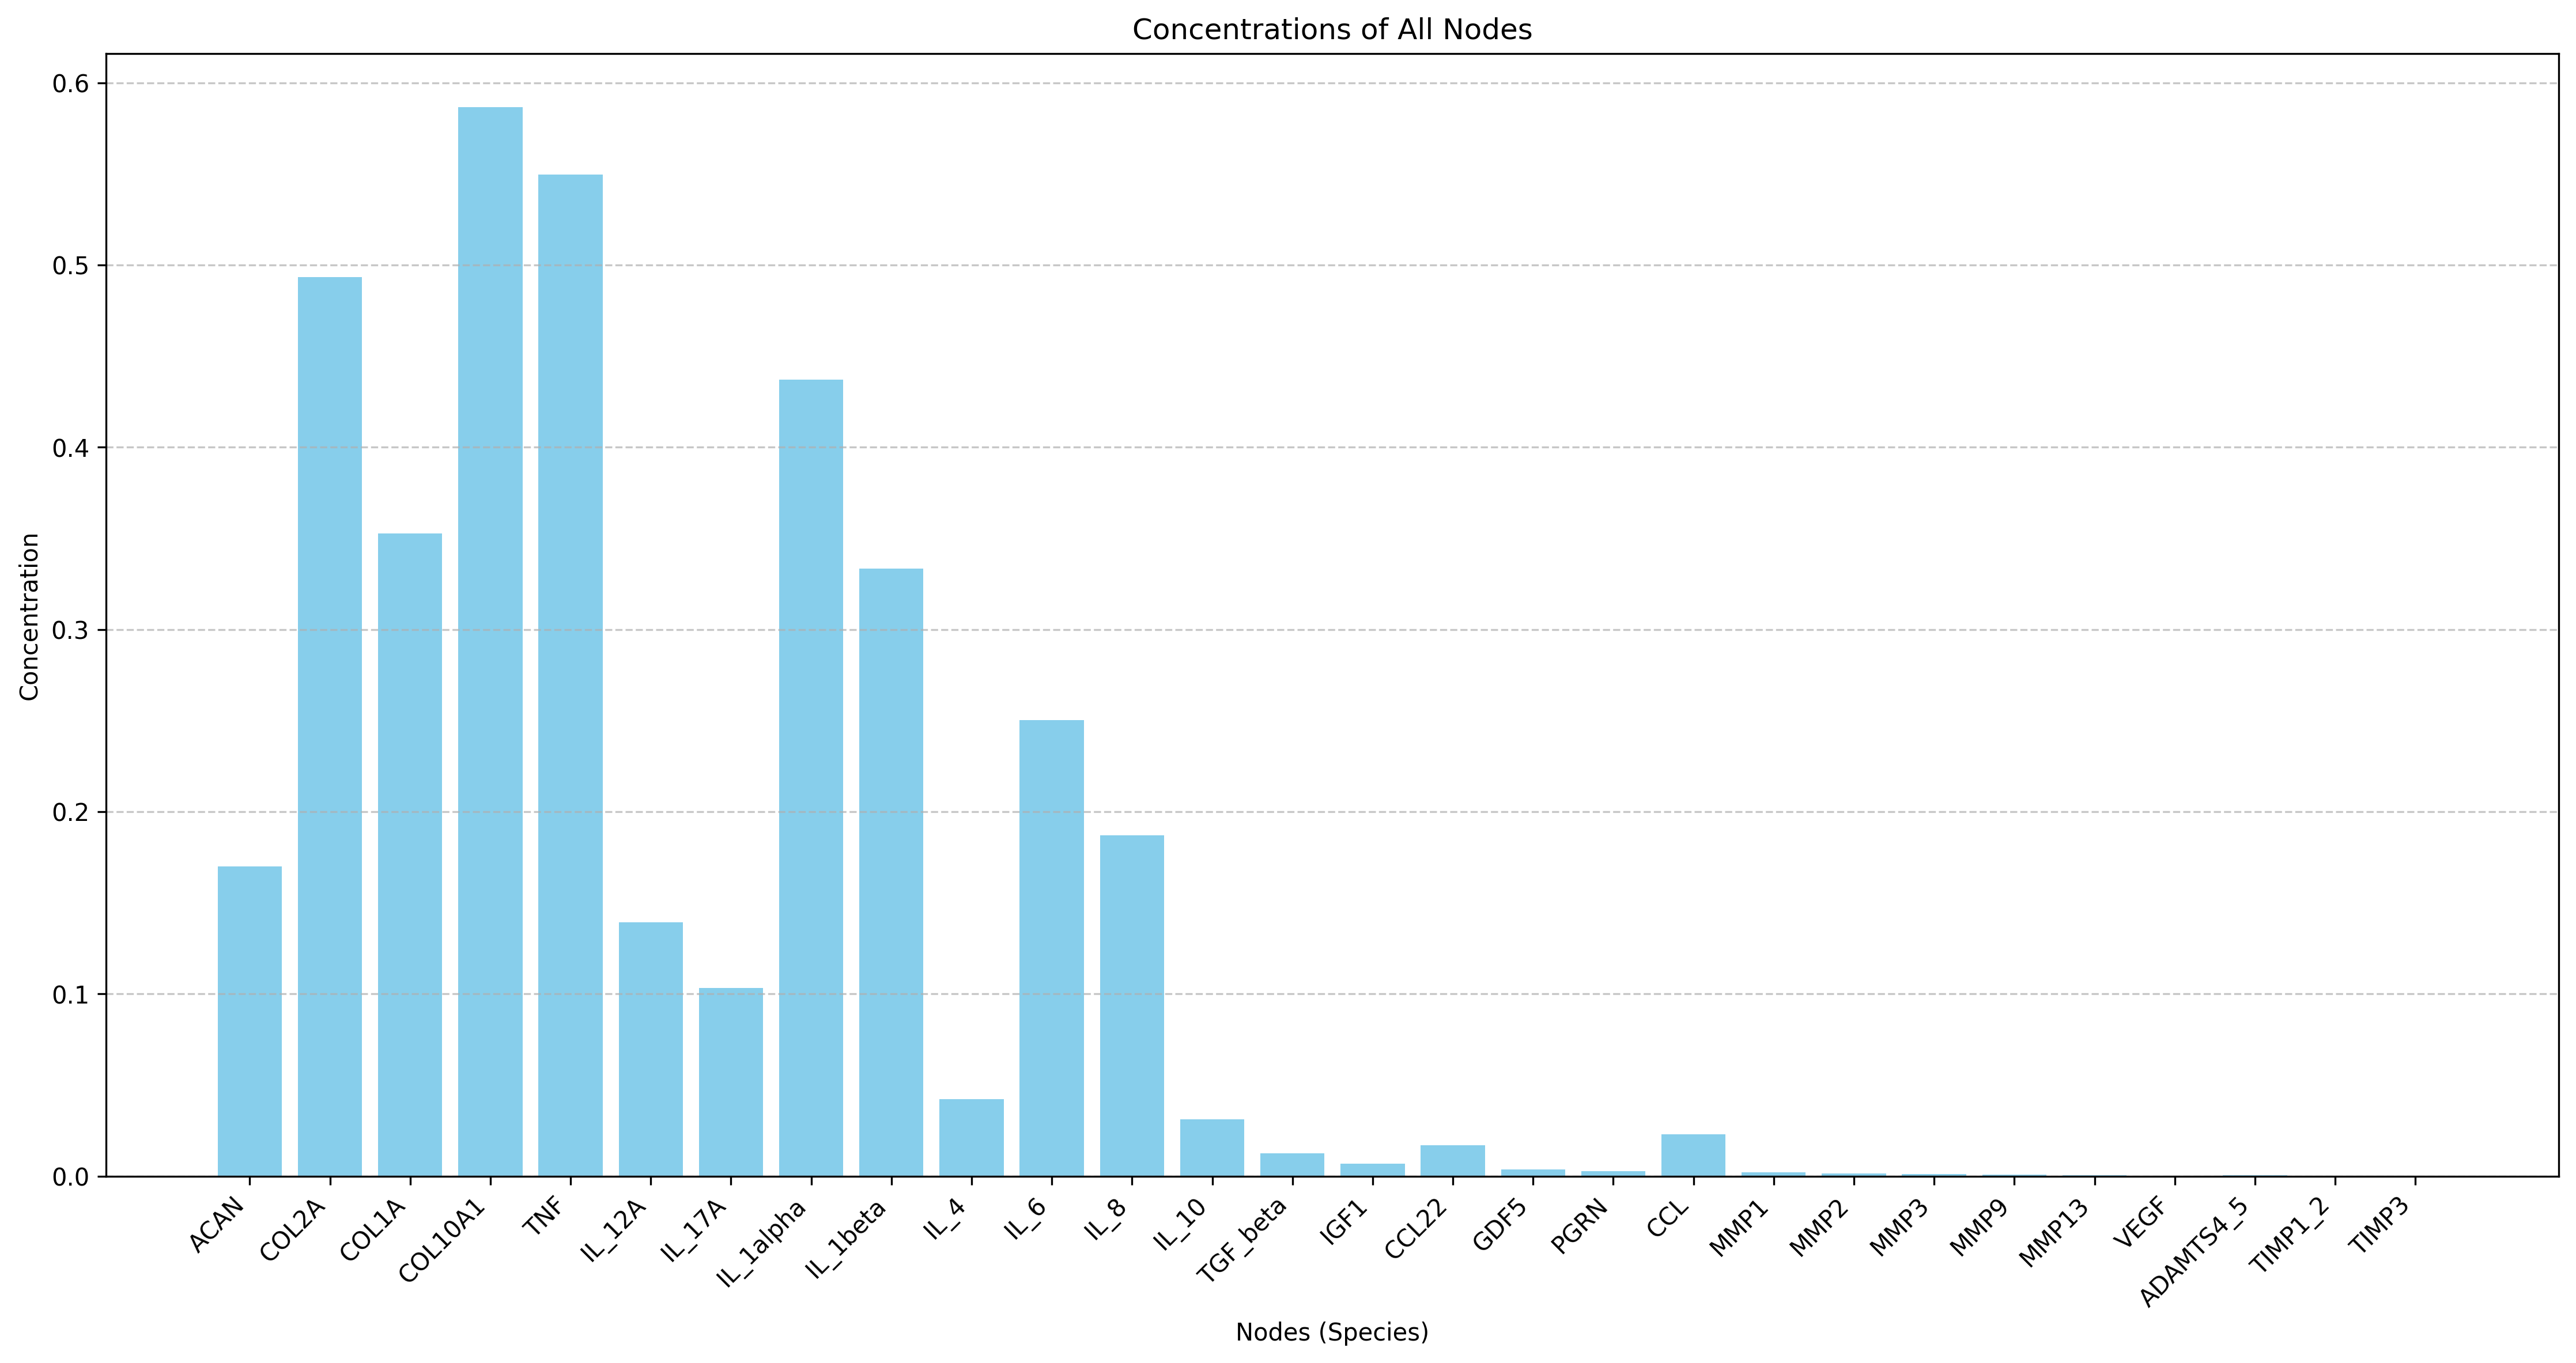 Concentrations of All Nodes
Concentration
0.6
0.5
0.4
0.3
0.2
0.1
0.0
ACAN
COL2A
COL1A
COL10A1
TNF
IL_12A
IL_17A
IL_1alpha
IL_1beta
IL_4
IL_6
IL_8
IL_10
TGF_beta
IGF1
CCL22
GDF5
PGRN
CCL
MMP1
MMP2
MMP3
MMP9
MMP13
VEGF
ADAMTS4_5
TIMP1_2
TIMP3
Nodes (Species)